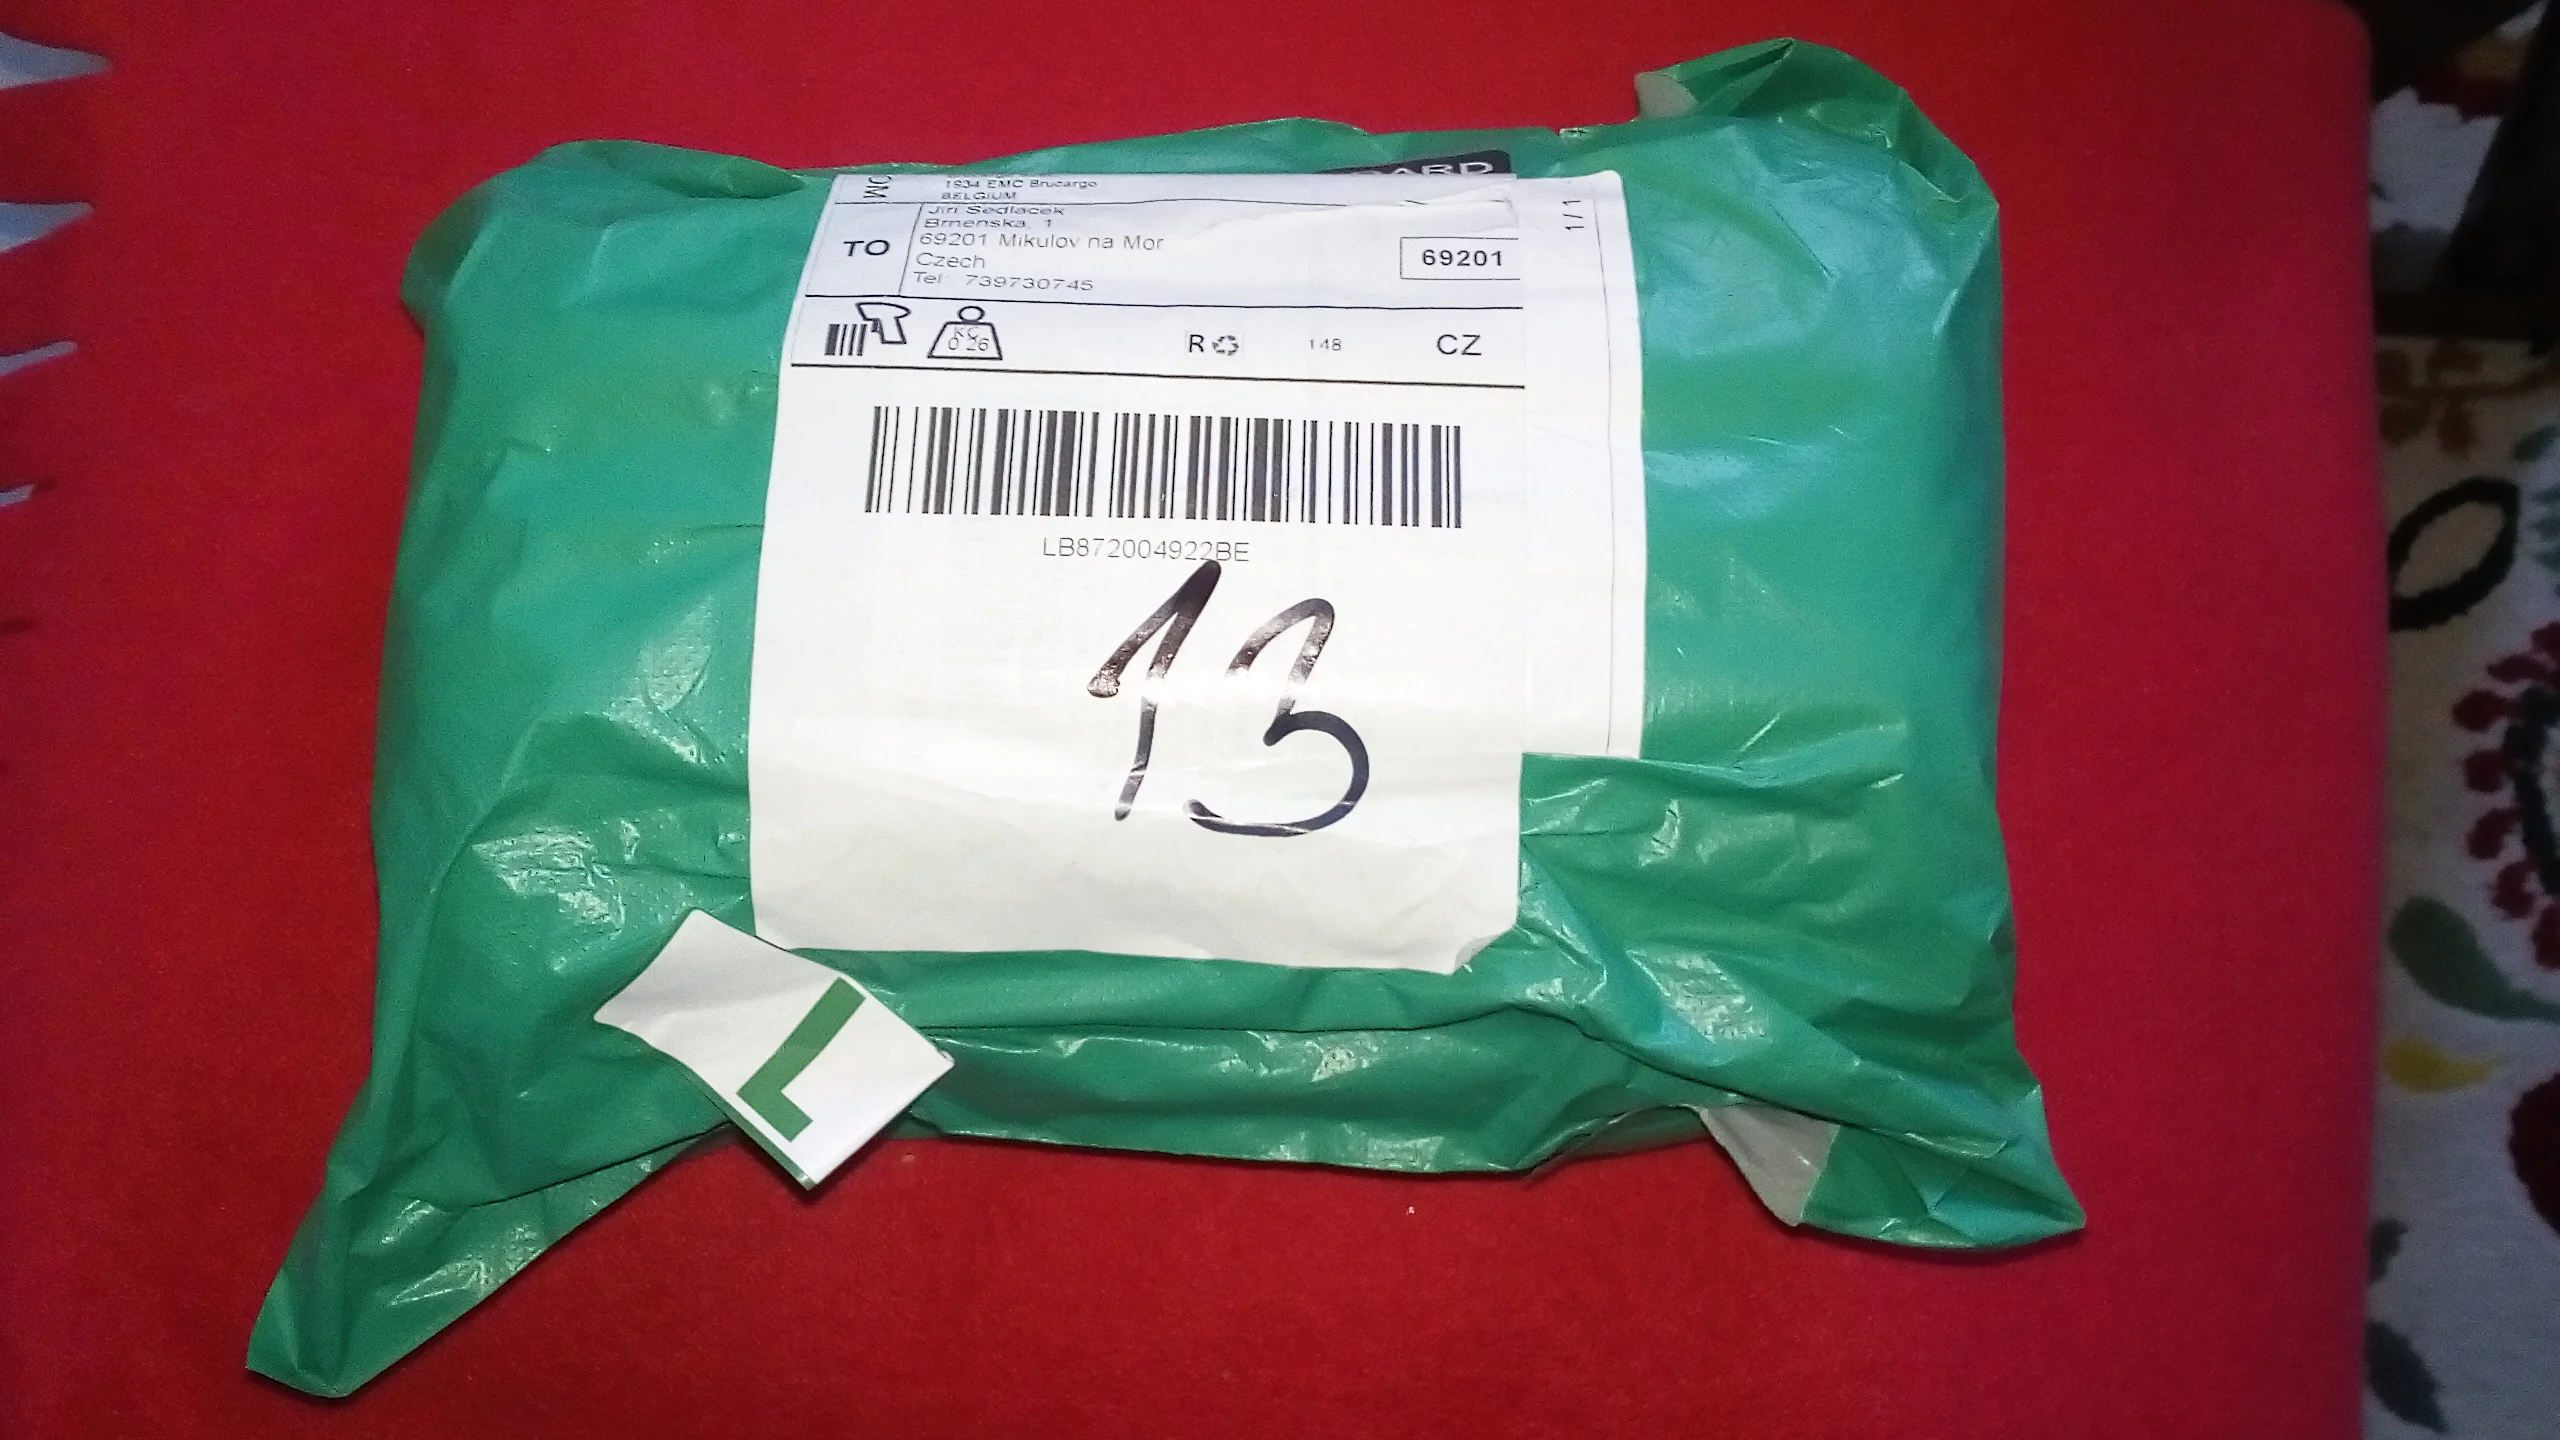 OM
1934 EMC Brucargo
BELGIUM
TO
Jiri Sedlacek
Brnenska, 1
69201 Mikulov na Mor
Czech
Tel: 739730745
69201
1/1
KG
0.26
R
148
CZ
LB872004922BE
13
L